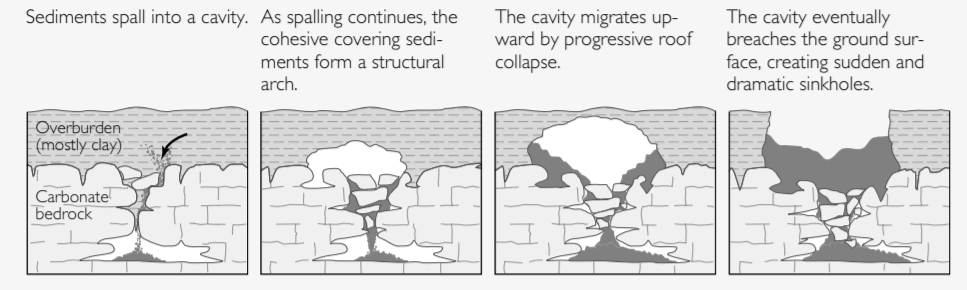 Sediments spall into a cavity.
As spalling continues, the
cohesive covering sedi-
ments form a structural
arch.
The cavity migrates up-
ward by progressive roof
collapse.
The cavity eventually
breaches the ground sur-
face, creating sudden and
dramatic sinkholes.
Overburden
(mostly clay)
Carbonate
bedrock